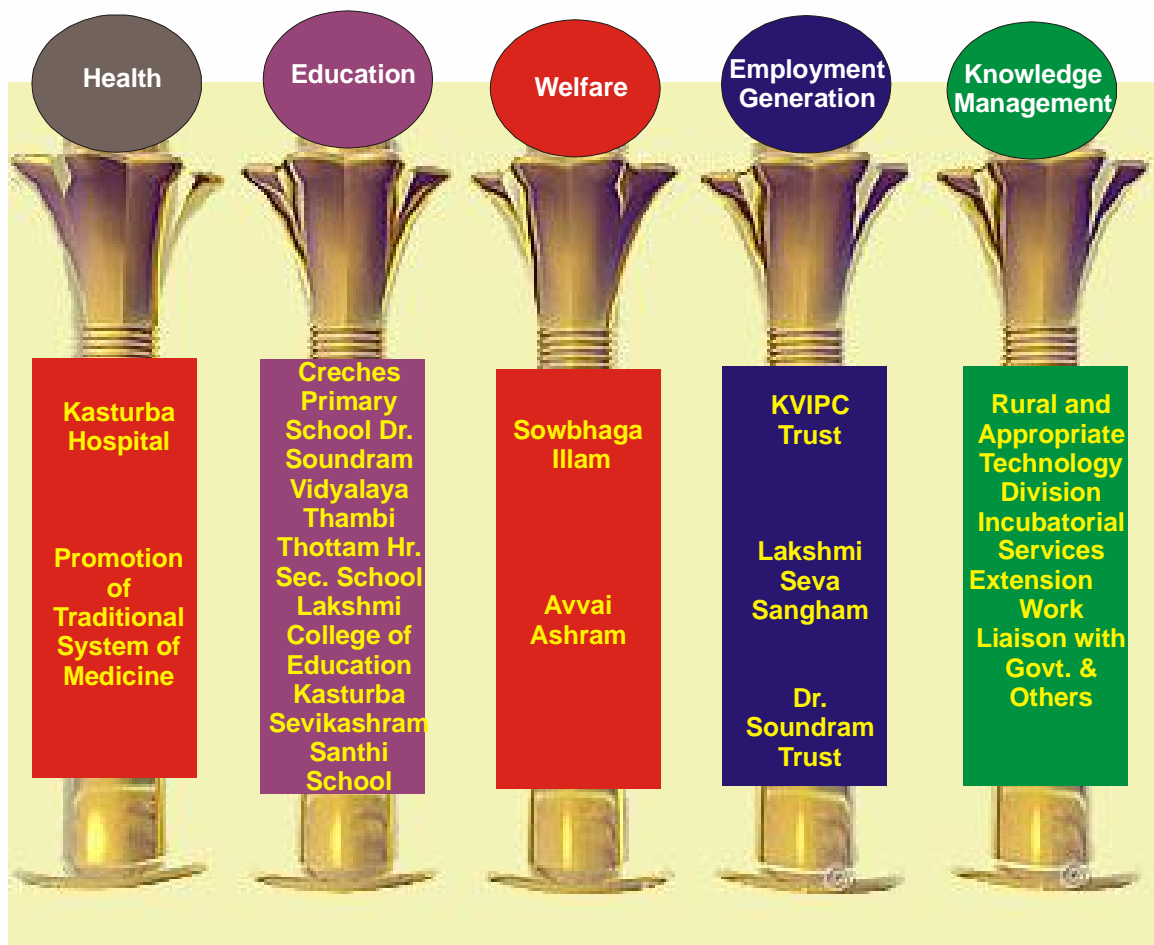 Health
Education
Welfare
Employment
Generation
Knowledge
Management
Kasturba
Hospital
Promotion
of
Traditional
System of
Medicine
Creches
Primary
School Dr.
Soundram
Vidyalaya
Thambi
Thottam Hr.
Sec. School
Lakshmi
College of
Education
Kasturba
Sevikashram
Santhi
School
Sowbhaga
Illam
Avvai
Ashram
KVIPC
Trust
Lakshmi
Seva
Sangham
Dr.
Soundram
Trust
Rural and
Appropriate
Technology
Division
Incubatorial
Services
Extension
Work
Liaison with
Govt. &
Others